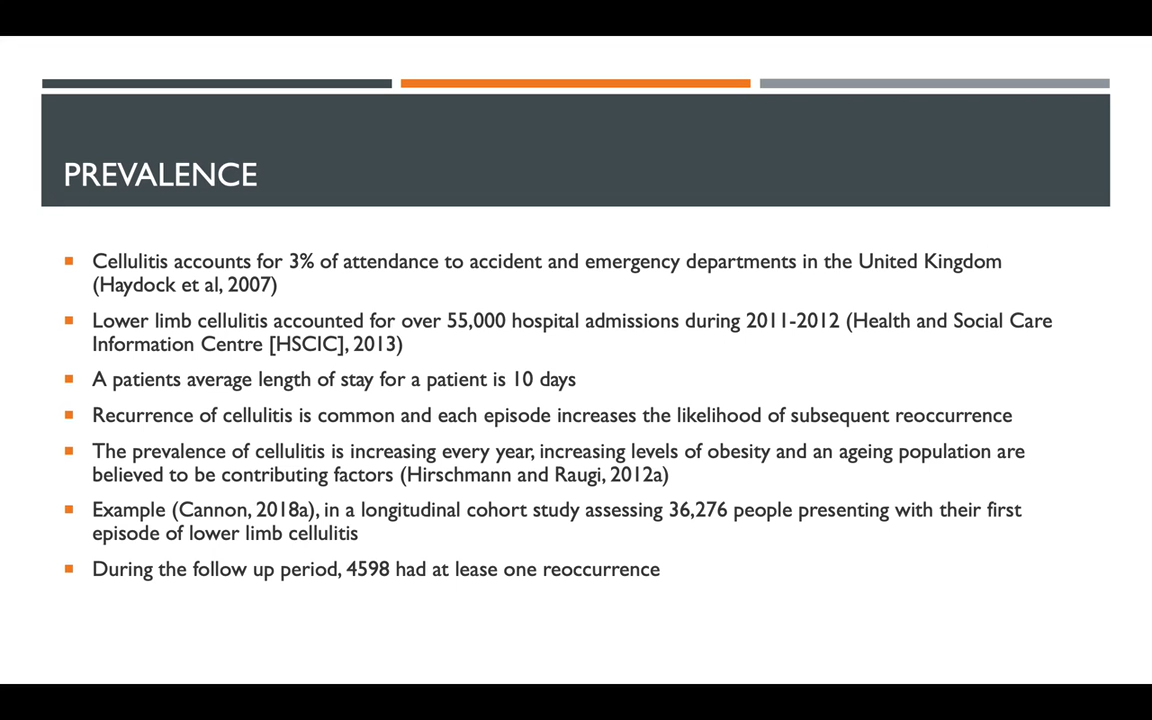 PREVALENCE
Cellulitis accounts for 3% of attendance to accident and emergency departments in the United Kingdom
(Haydock et al, 2007)
Lower limb cellulitis accounted for over 55,000 hospital admissions during 2011-2012 (Health and Social Care
Information Centre [HSCIC], 2013)
A patients average length of stay for a patient is 10 days
Recurrence of cellulitis is common and each episode increases the likelihood of subsequent reoccurrence
The prevalence of cellulitis is increasing every year, increasing levels of obesity and an ageing population are
believed to be contributing factors (Hirschmann and Raugi, 2012a)
Example (Cannon, 2018a), in a longitudinal cohort study assessing 36,276 people presenting with their first
episode of lower limb cellulitis
During the follow up period, 4598 had at lease one reoccurrence